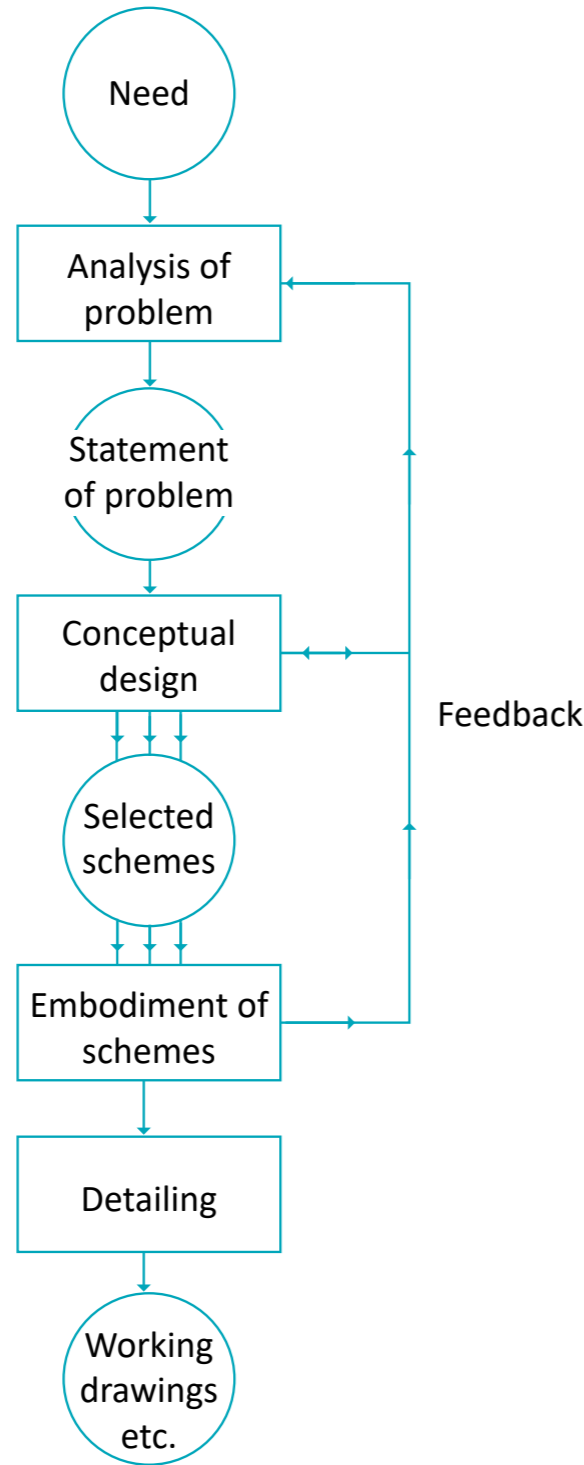 Need
Analysis of
problem
Statement
of problem
Conceptual
design
Feedback
Selected
schemes
Embodiment of
schemes
Detailing
Working
drawings
etc.